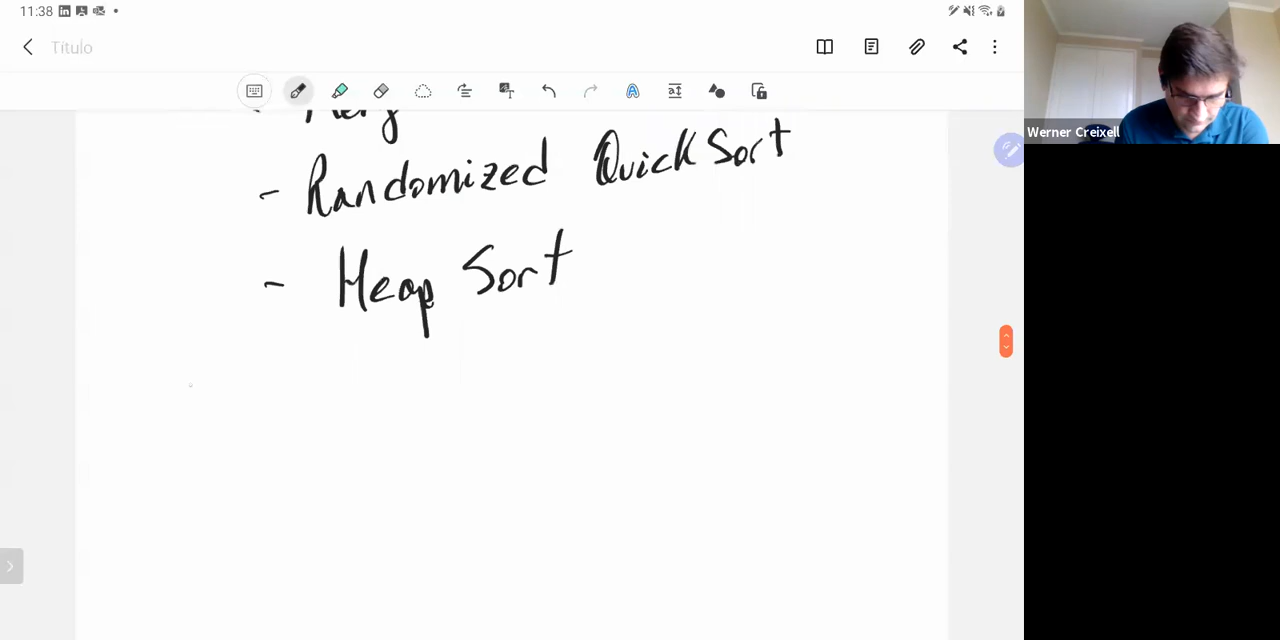 11:38
Título
- Randomized QuickSort
- Heap Sort
Werner Creixell